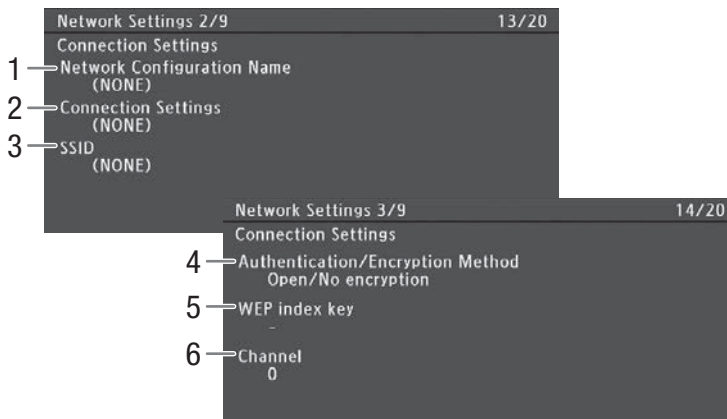 Network Settings 2/9 13/20
Connection Settings
1 Network Configuration Name
(NONE)
2 Connection Settings
(NONE)
3 SSID
(NONE)
Network Settings 3/9 14/20
Connection Settings
4 Authentication/Encryption Method
Open/No encryption
5 WEP index key
-
6 Channel
0